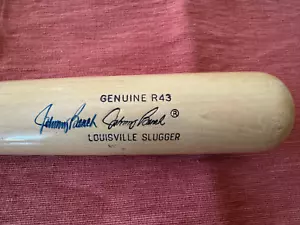 GENUINE R43
Johnny Bench Johnny Bench ®
LOUISVILLE SLUGGER